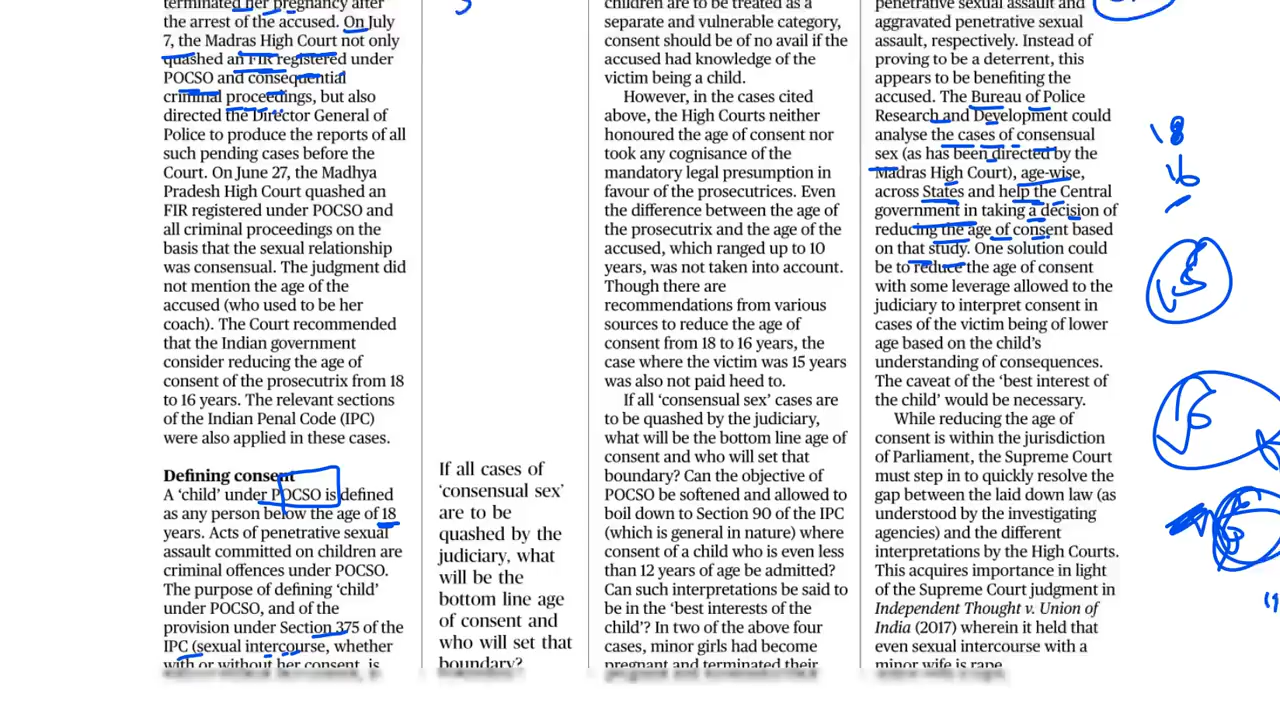 terminated her pregnancy after
the arrest of the accused. On July
7, the Madras High Court not only
quashed an FIR registered under
POCSO and consequential
criminal proceedings, but also
directed the Director General of
Police to produce the reports of all
such pending cases before the
Court. On June 27, the Madhya
Pradesh High Court quashed an
FIR registered under POCSO and
all criminal proceedings on the
basis that the sexual relationship
was consensual. The judgment did
not mention the age of the
accused (who used to be her
coach). The Court recommended
that the Indian government
consider reducing the age of
consent of the prosecutrix from 18
to 16 years. The relevant sections
of the Indian Penal Code (IPC)
were also applied in these cases.
Defining consent
A ‘child’ under POCSO is defined
as any person below the age of 18
years. Acts of penetrative sexual
assault committed on children are
criminal offences under POCSO.
The purpose of defining ‘child’
under POCSO, and of the
provision under Section 375 of the
IPC (sexual intercourse, whether
with or without her consent, is
If all cases of
‘consensual sex’
are to be
quashed by the
judiciary, what
will be the
bottom line age
of consent and
who will set that
boundary?
children are to be treated as a
separate and vulnerable category,
consent should be of no avail if the
accused had knowledge of the
victim being a child.
However, in the cases cited
above, the High Courts neither
honoured the age of consent nor
took any cognisance of the
mandatory legal presumption in
favour of the prosecutrices. Even
the difference between the age of
the prosecutrix and the age of the
accused, which ranged up to 10
years, was not taken into account.
Though there are
recommendations from various
sources to reduce the age of
consent from 18 to 16 years, the
case where the victim was 15 years
was also not paid heed to.
If all ‘consensual sex’ cases are
to be quashed by the judiciary,
what will be the bottom line age of
consent and who will set that
boundary? Can the objective of
POCSO be softened and allowed to
boil down to Section 90 of the IPC
(which is general in nature) where
consent of a child who is even less
than 12 years of age be admitted?
Can such interpretations be said to
be in the ‘best interests of the
child’? In two of the above four
cases, minor girls had become
pregnant and terminated their
penetrative sexual assault and
aggravated penetrative sexual
assault, respectively. Instead of
proving to be a deterrent, this
appears to be benefiting the
accused. The Bureau of Police
Research and Development could
analyse the cases of consensual
sex (as has been directed by the
Madras High Court), age-wise,
across States and help the Central
government in taking a decision of
reducing the age of consent based
on that study. One solution could
be to reduce the age of consent
with some leverage allowed to the
judiciary to interpret consent in
cases of the victim being of lower
age based on the child’s
understanding of consequences.
The caveat of the ‘best interest of
the child’ would be necessary.
While reducing the age of
consent is within the jurisdiction
of Parliament, the Supreme Court
must step in to quickly resolve the
gap between the laid down law (as
understood by the investigating
agencies) and the different
interpretations by the High Courts.
This acquires importance in light
of the Supreme Court judgment in
Independent Thought v. Union of
India (2017) wherein it held that
even sexual intercourse with a
minor wife is rape.
18
16